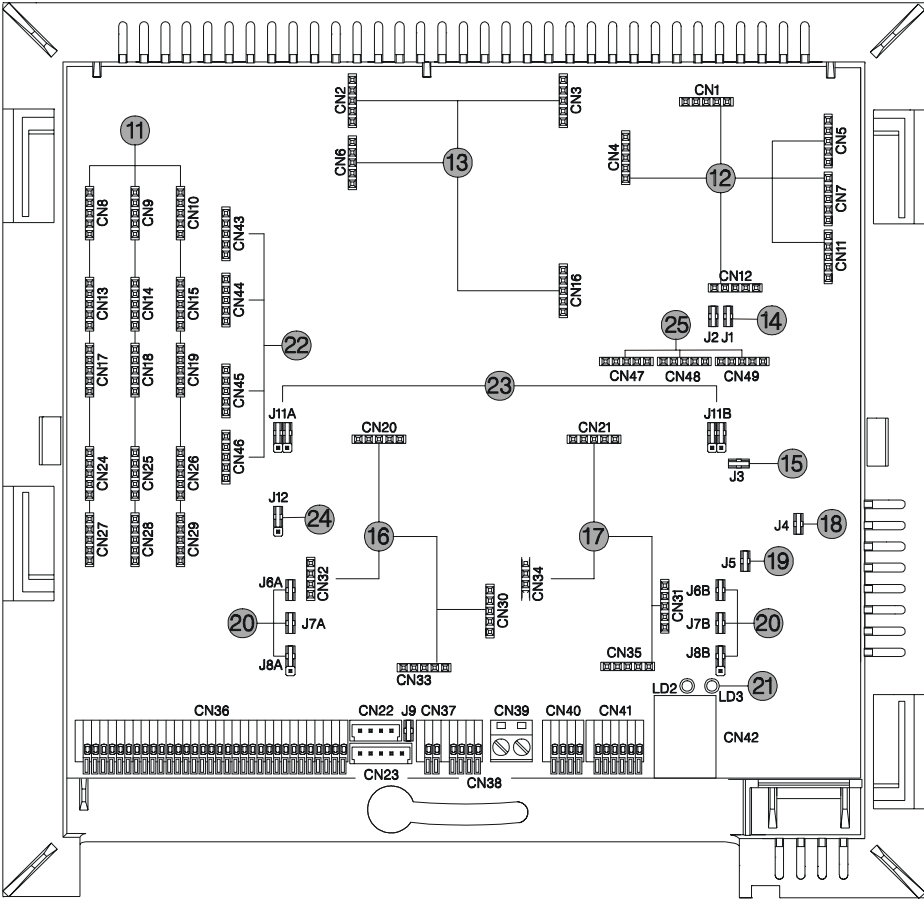 CN1
CN2
CN3
CN5
11
CN6
13
CN4
12
CN7
CN8
CN9
CN10
CN43
CN11
CN12
CN13
CN14
CN15
CN44
CN16
J2 J1
14
25
22
CN17
CN18
CN19
CN45
CN47
CN48
CN49
23
J11A
J11B
CN20
CN21
CN46
CN24
CN25
CN26
J3
15
J12
24
16
17
J4
18
CN27
CN28
CN29
J5
19
CN32
CN34
J6A
CN30
CN31
J6B
20
J7A
J7B
20
J8A
J8B
CN33
CN35
LD2
LD3
21
CN36
CN22
J9
CN37
CN39
CN40
CN41
CN42
CN23
CN38